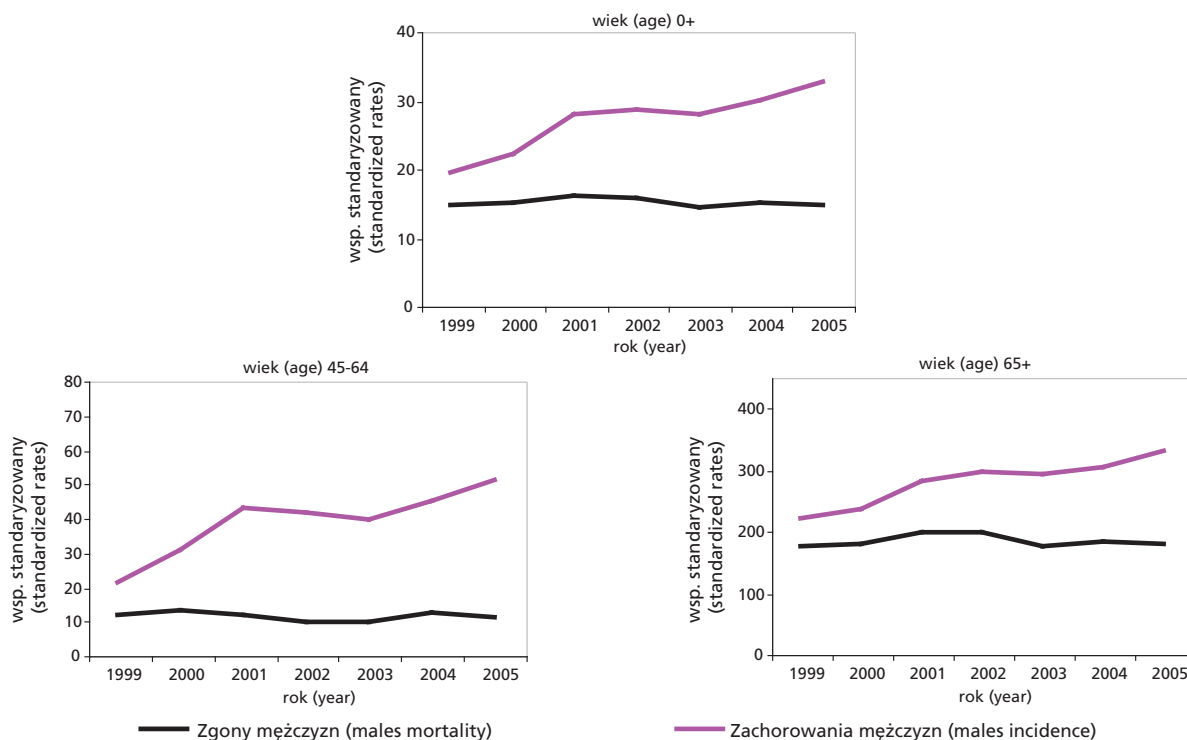 wiek (age) 0+
wsp. standaryzowany
(standardized rates)
40
30
20
10
0
1999 2000 2001 2002 2003 2004 2005
rok (year)
wiek (age) 45-64
wsp. standaryzowany
(standardized rates)
80
70
60
50
40
30
20
10
0
1999 2000 2001 2002 2003 2004 2005
rok (year)
wiek (age) 65+
wsp. standaryzowany
(standardized rates)
400
300
200
100
0
1999 2000 2001 2002 2003 2004 2005
rok (year)
Zgony mężczyzn (males mortality)
Zachorowania mężczyzn (males incidence)